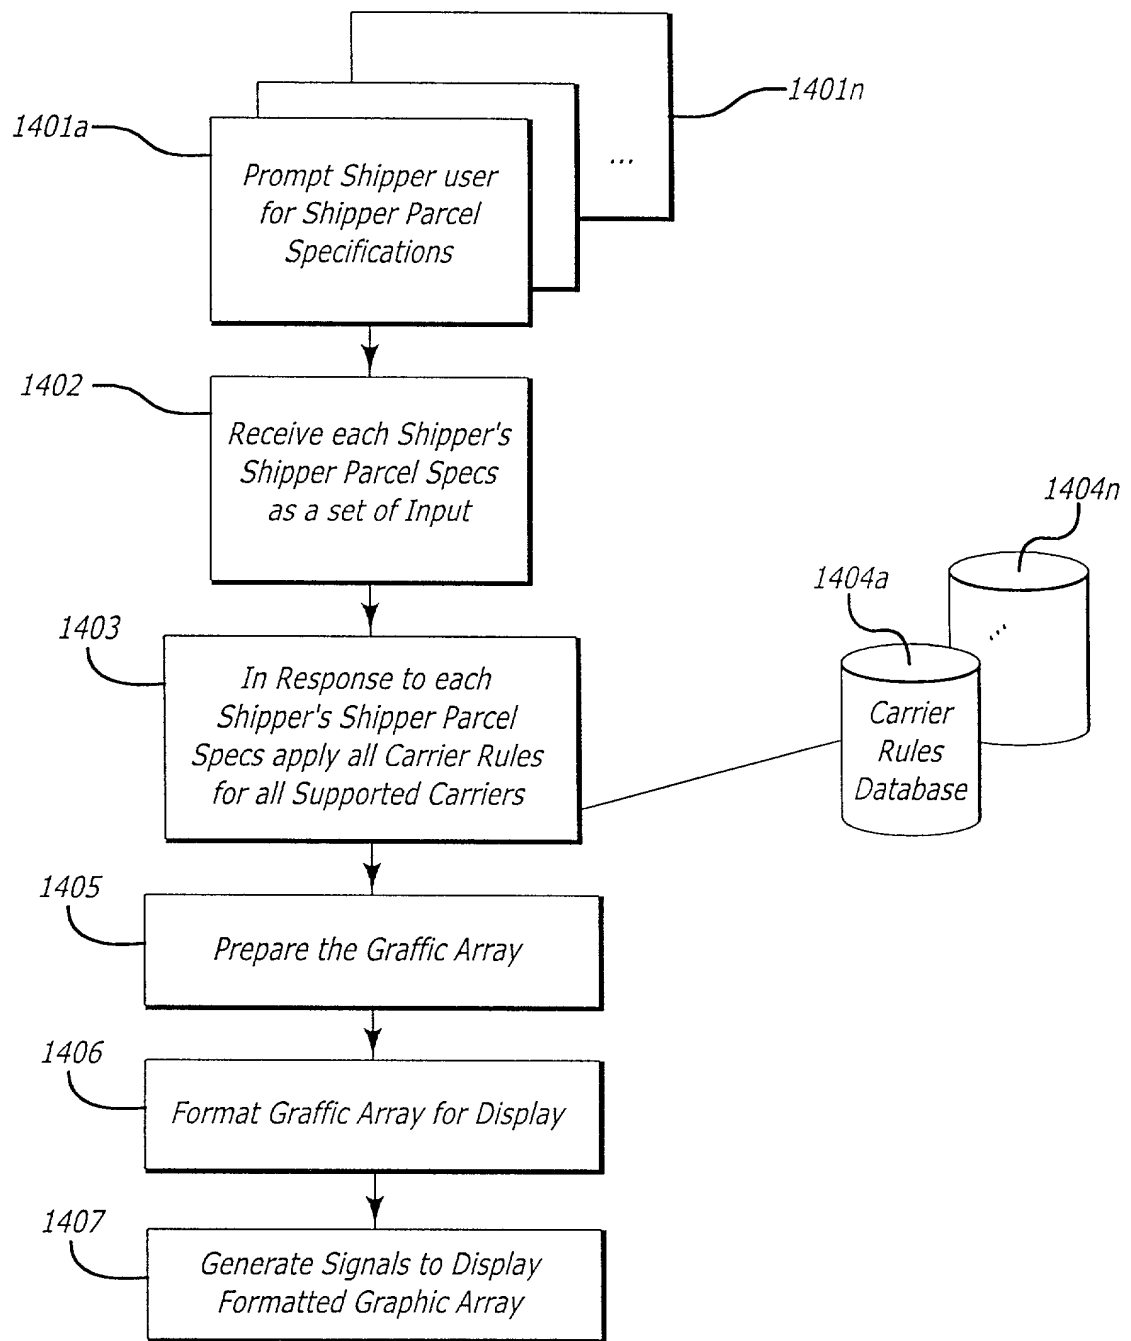 1401n
1401a
...
Prompt Shipper user
for Shipper Parcel
Specifications
1402
Receive each Shipper's
Shipper Parcel Specs
as a set of Input
1404n
1404a
...
1403
In Response to each
Shipper's Shipper Parcel
Specs apply all Carrier Rules
for all Supported Carriers
Carrier
Rules
Database
1405
Prepare the Graffic Array
1406
Format Graffic Array for Display
1407
Generate Signals to Display
Formatted Graphic Array